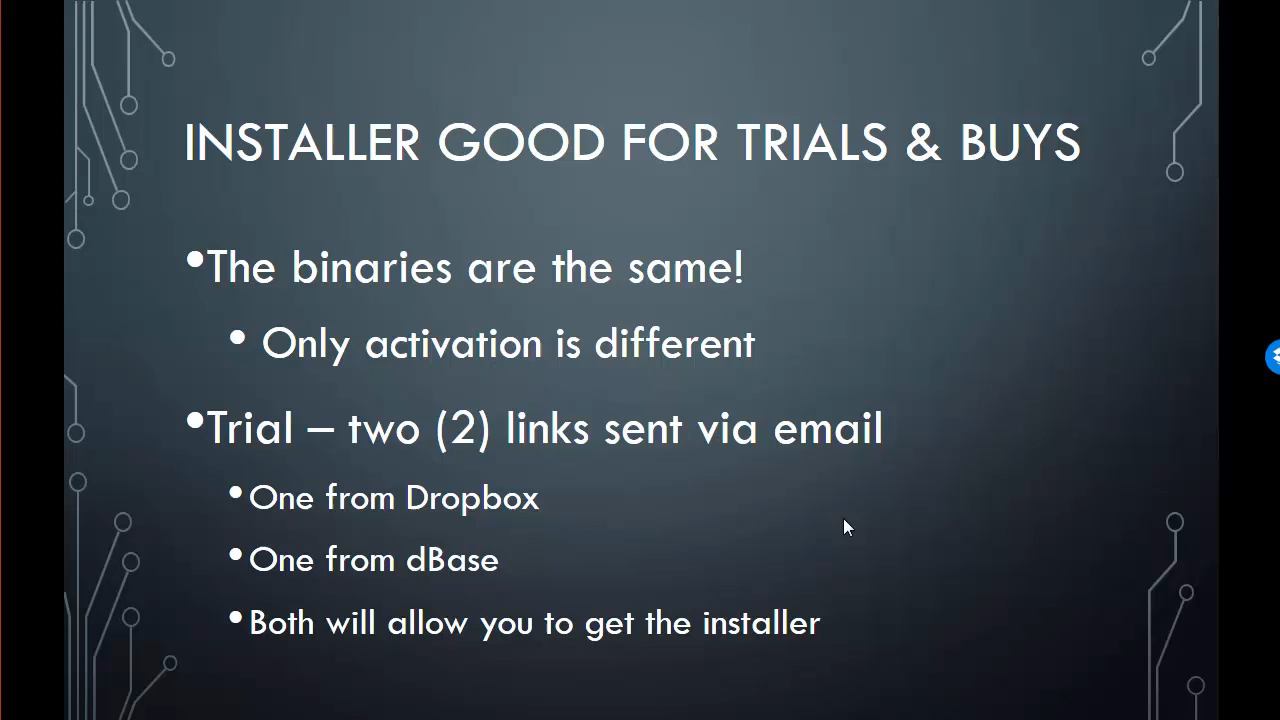 INSTALLER GOOD FOR TRIALS & BUYS
•The binaries are the same!
• Only activation is different
•Trial – two (2) links sent via email
•One from Dropbox
•One from dBase
•Both will allow you to get the installer